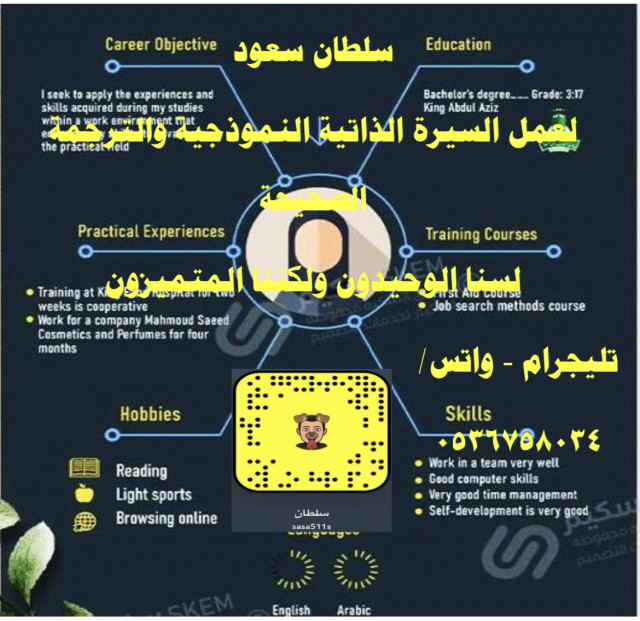 سلطان سعود
لعمل السيرة الذاتية النموذجية والترجمة
الصحيحة
لسنا الوحيدون ولكننا المتميزون
تليجرام - واتس/
٠٥٣٦٧٥٨٠٣٤
Career Objective
I seek to apply the experiences and
skills acquired during my studies
within a work environment that
the practical field
Education
Bachelor's degree....... Grade: 3:17
King Abdul Aziz
Practical Experiences
Training at Hospital for two
weeks is cooperative
Work for a company Mahmoud Saeed
Cosmetics and Perfumes for four
months
Training Courses
First Aid Course
Job search methods course
Hobbies
Reading
Light sports
Browsing online
Skills
Work in a team very well
Good computer skills
Very good time management
Self-development is very good
سلطان
sasa511s
Languages
English
Arabic
SKEM